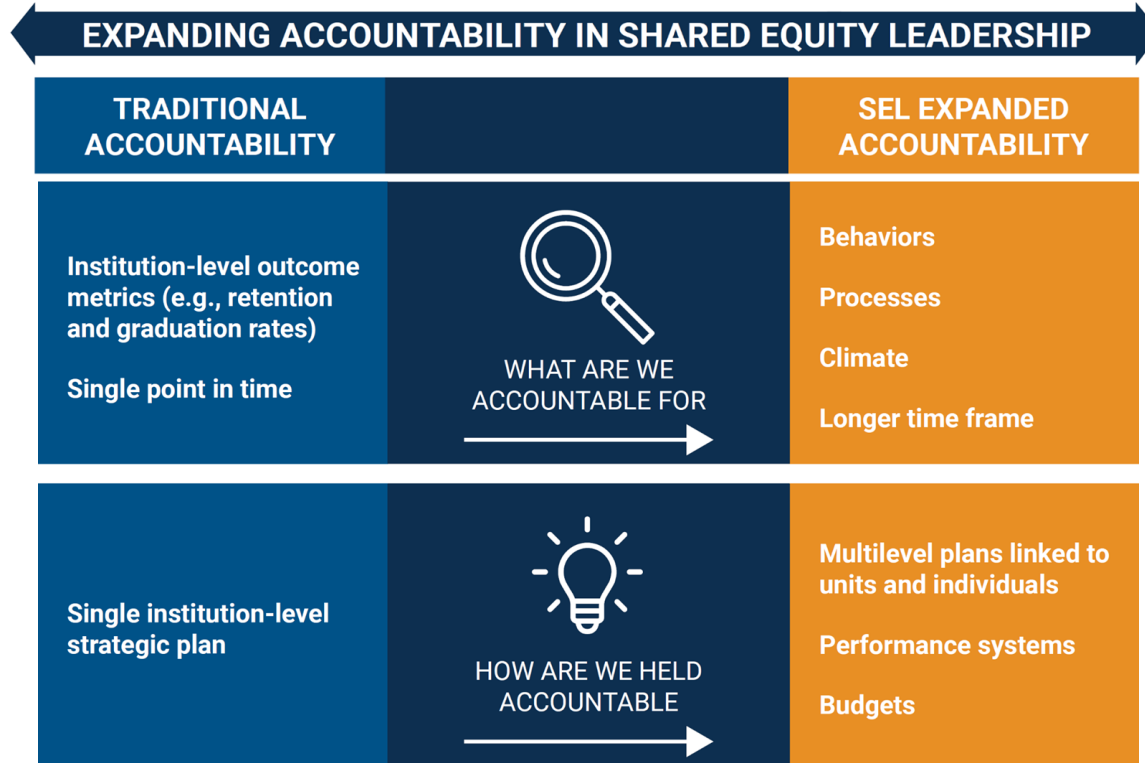 EXPANDING ACCOUNTABILITY IN SHARED EQUITY LEADERSHIP
TRADITIONAL
ACCOUNTABILITY
SEL EXPANDED
ACCOUNTABILITY
Institution-level outcome
metrics (e.g., retention
and graduation rates)
Single point in time
WHAT ARE WE
ACCOUNTABLE FOR
Behaviors
Processes
Climate
Longer time frame
Single institution-level
strategic plan
HOW ARE WE HELD
ACCOUNTABLE
Multilevel plans linked to
units and individuals
Performance systems
Budgets